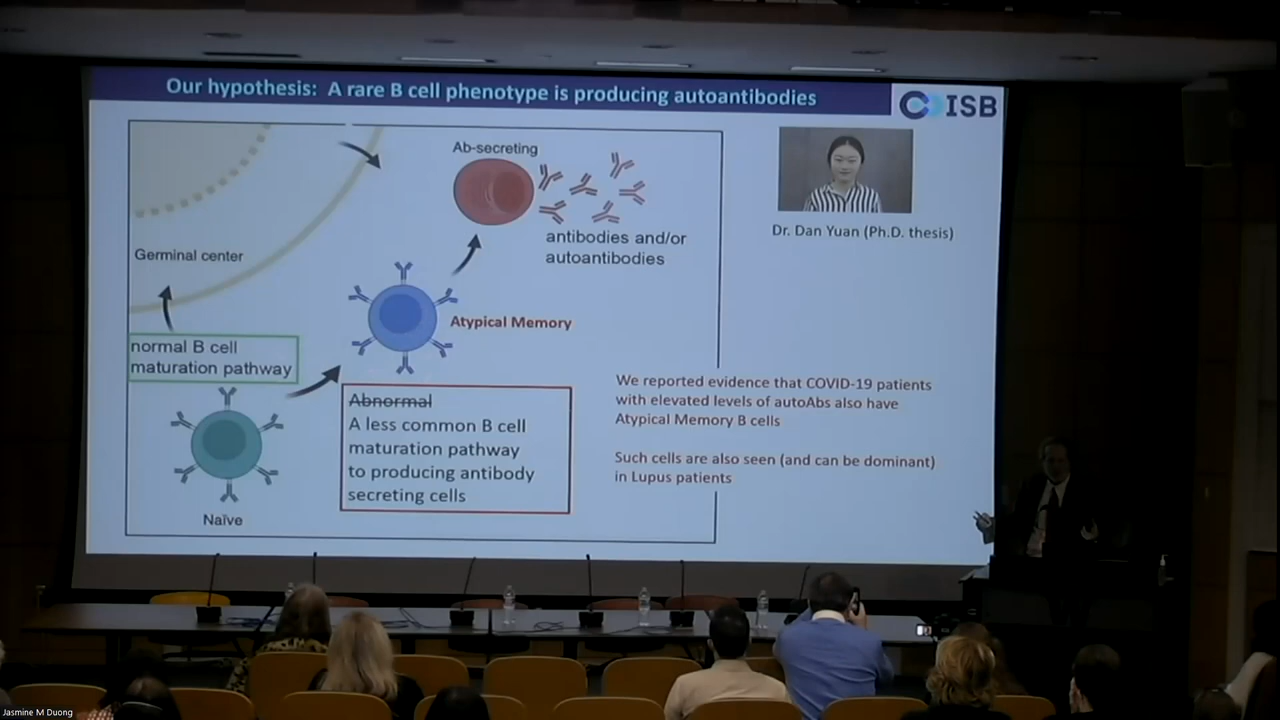 Our hypothesis: A rare B cell phenotype is producing autoantibodies
ISB
Ab-secreting
antibodies and/or
autoantibodies
Germinal center
Atypical Memory
normal B cell
maturation pathway
Abnormal
A less common B cell
maturation pathway
to producing antibody
secreting cells
Naïve
Dr. Dan Yuan (Ph.D. thesis)
We reported evidence that COVID-19 patients
with elevated levels of autoAbs also have
Atypical Memory B cells
Such cells are also seen (and can be dominant)
in Lupus patients
Jasmine M Duong